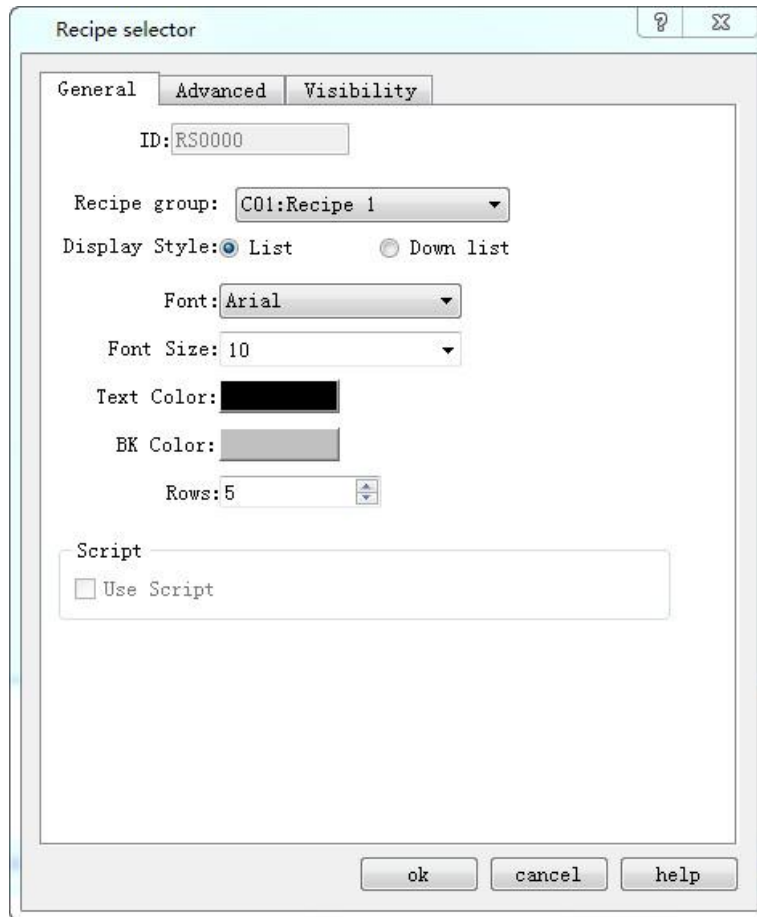 Recipe selector
General Advanced Visibility
ID: RS0000
Recipe group: C01:Recipe 1
Display Style: List Down list
Font: Arial
Font Size: 10
Text Color:
BK Color:
Rows: 5
Script
Use Script
ok cancel help